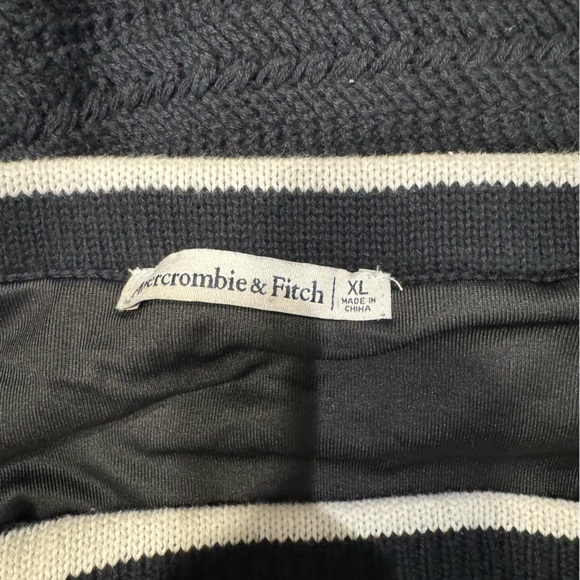 Abercrombie & Fitch
XL
MADE IN
CHINA